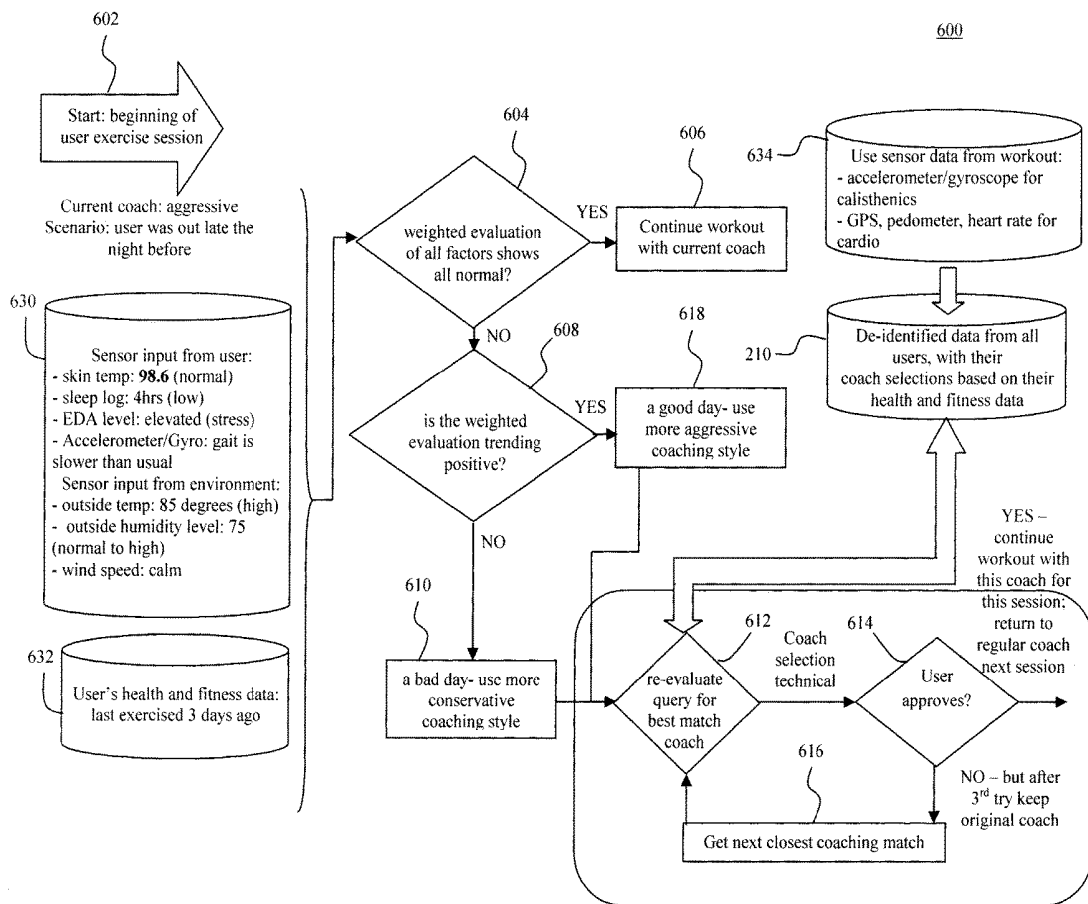 600
602
Start: beginning of
user exercise session
Current coach: aggressive
Scenario: user was out late the
night before
630
Sensor input from user:
- skin temp: 98.6 (normal)
- sleep log: 4hrs (low)
- EDA level: elevated (stress)
- Accelerometer/Gyro: gait is
slower than usual
Sensor input from environment:
- outside temp: 85 degrees (high)
- outside humidity level: 75
(normal to high)
- wind speed: calm
632
User's health and fitness data:
last exercised 3 days ago
604
weighted evaluation
of all factors shows
all normal?
YES
606
Continue workout
with current coach
NO
608
is the weighted
evaluation trending
positive?
YES
618
a good day- use
more aggressive
coaching style
NO
610
a bad day- use more
conservative
coaching style
634
Use sensor data from workout:
- accelerometer/gyroscope for
calisthenics
- GPS, pedometer, heart rate for
cardio
210
De-identified data from all
users, with their
coach selections based on their
health and fitness data
612
re-evaluate
query for
best match
coach
Coach
selection
technical
614
User
approves?
YES –
continue
workout with
this coach for
this session;
return to
regular coach
next session
NO – but after
3rd try keep
original coach
616
Get next closest coaching match